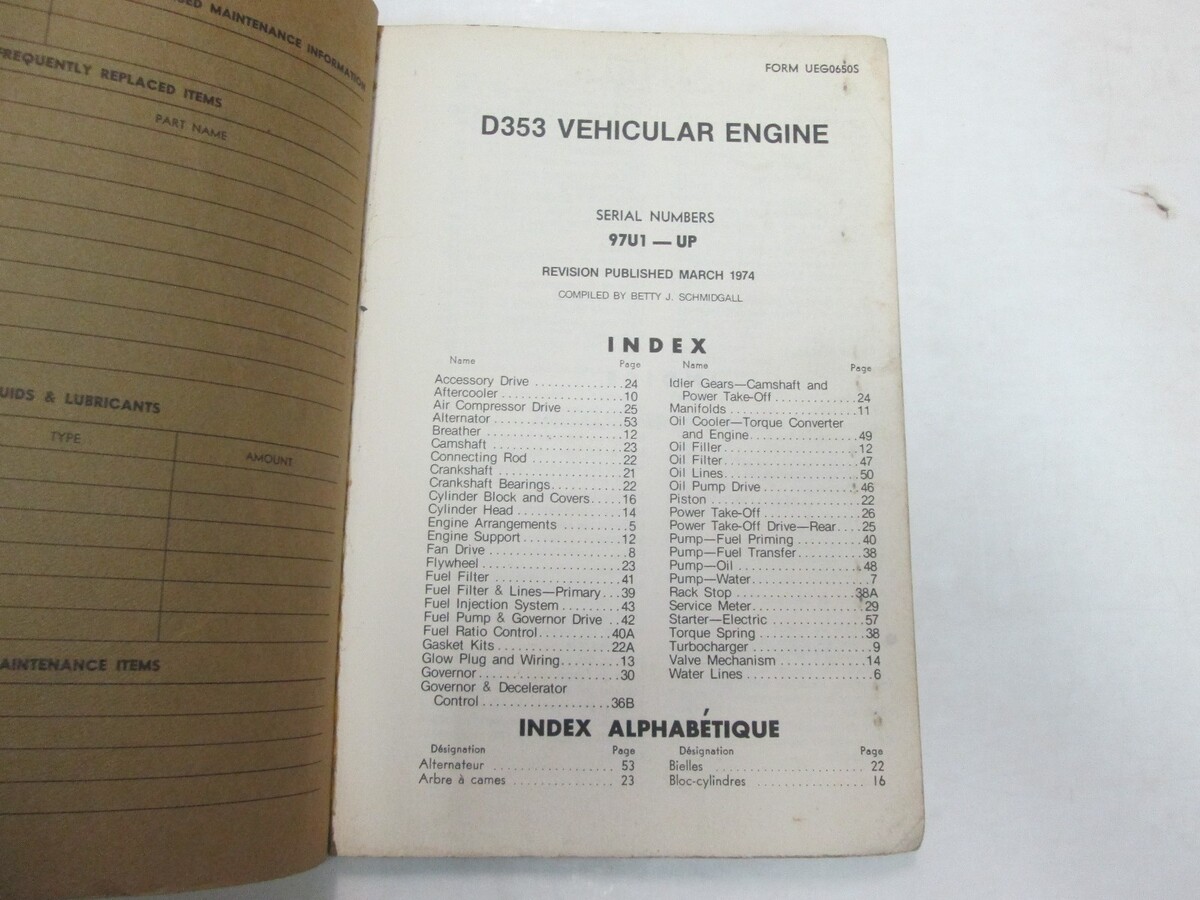 MAINTENANCE INFORMATION
FREQUENTLY REPLACED ITEMS
PART NAME
& LUBRICANTS
TYPE
AMOUNT
ITEMS
FORM UEG0650S
D353 VEHICULAR ENGINE
SERIAL NUMBERS
97U1 — UP
REVISION PUBLISHED MARCH 1974
COMPILED BY BETTY J. SCHMIDGALL
INDEX
Name Page
Accessory Drive ..............24
Aftercooler ...................10
Air Compressor Drive .........25
Alternator ....................53
Breather ......................12
Camshaft .....................23
Connecting Rod ...............22
Crankshaft ....................21
Crankshaft Bearings...........22
Cylinder Block and Covers.....16
Cylinder Head .................14
Engine Arrangements ..........5
Engine Support................12
Fan Drive ......................8
Flywheel ......................23
Fuel Filter ....................41
Fuel Filter & Lines—Primary...39
Fuel Injection System .........43
Fuel Pump & Governor Drive ..42
Fuel Ratio Control...........40A
Gasket Kits .................22A
Glow Plug and Wiring.........13
Governor......................30
Governor & Decelerator
Control ...................36B
Name Page
Idler Gears—Camshaft and
Power Take-Off .............24
Manifolds ....................11
Oil Cooler—Torque Converter
and Engine.................49
Oil Filler.....................12
Oil Filter.....................47
Oil Lines.....................50
Oil Pump Drive ..............46
Piston .......................22
Power Take-Off ..............26
Power Take-Off Drive—Rear....25
Pump—Fuel Priming ..........40
Pump—Fuel Transfer..........38
Pump—Oil ...................48
Pump—Water..................7
Rack Stop ..................38A
Service Meter................29
Starter—Electric ..............57
Torque Spring ................38
Turbocharger ..................9
Valve Mechanism .............14
Water Lines ...................6
INDEX ALPHABÉTIQUE
Désignation Page
Alternateur ................... 53
Arbre à cames ............... 23
Désignation Page
Bielles ....................... 22
Bloc-cylindres ................ 16